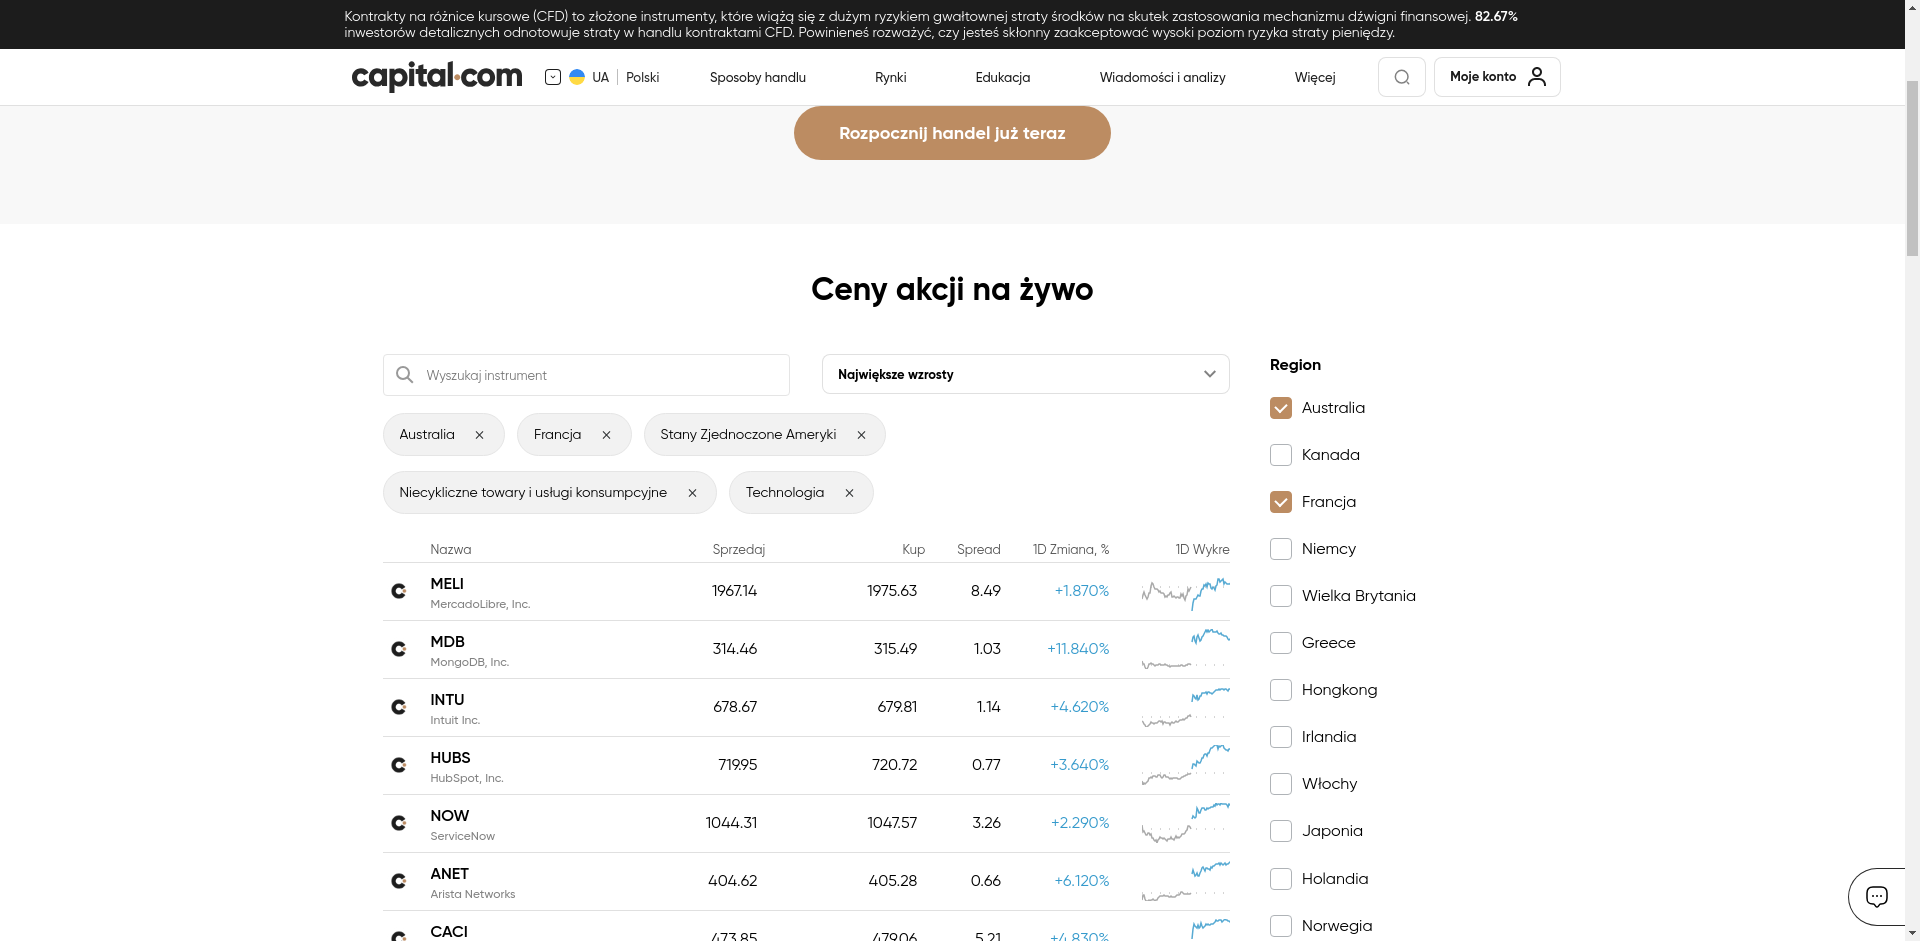 Kontrakty na różnice kursowe (CFD) to złożone instrumenty, które wiążą się z dużym ryzykiem gwałtownej straty środków na skutek zastosowania mechanizmu dźwigni finansowej. 82.67%
inwestorów detalicznych odnotowuje straty w handlu kontraktami CFD. Powinieneś rozważyć, czy jesteś skłonny zaakceptować wysoki poziom ryzyka straty pieniędzy.
capital.com
UA
Polski
Sposoby handlu
Rynki
Edukacja
Wiadomości i analizy
Więcej
Moje konto
Rozpocznij handel już teraz
Ceny akcji na żywo
Wyszukaj instrument
Największe wzrosty
Australia
Francja
Stany Zjednoczone Ameryki
Niecykliczne towary i usługi konsumpcyjne
Technologia
Nazwa Sprzedaj Kup Spread 1D Zmiana, % 1D Wykre
MELI 1967.14 1975.63 8.49 +1.870%
MercadoLibre, Inc.
MDB 314.46 315.49 1.03 +11.840%
MongoDB, Inc.
INTU 678.67 679.81 1.14 +4.620%
Intuit Inc.
HUBS 719.95 720.72 0.77 +3.640%
HubSpot, Inc.
NOW 1044.31 1047.57 3.26 +2.290%
ServiceNow
ANET 404.62 405.28 0.66 +6.120%
Arista Networks
CACI 473.85 479.06 5.21 +4.830%
Region
Australia
Kanada
Francja
Niemcy
Wielka Brytania
Greece
Hongkong
Irlandia
Włochy
Japonia
Holandia
Norwegia